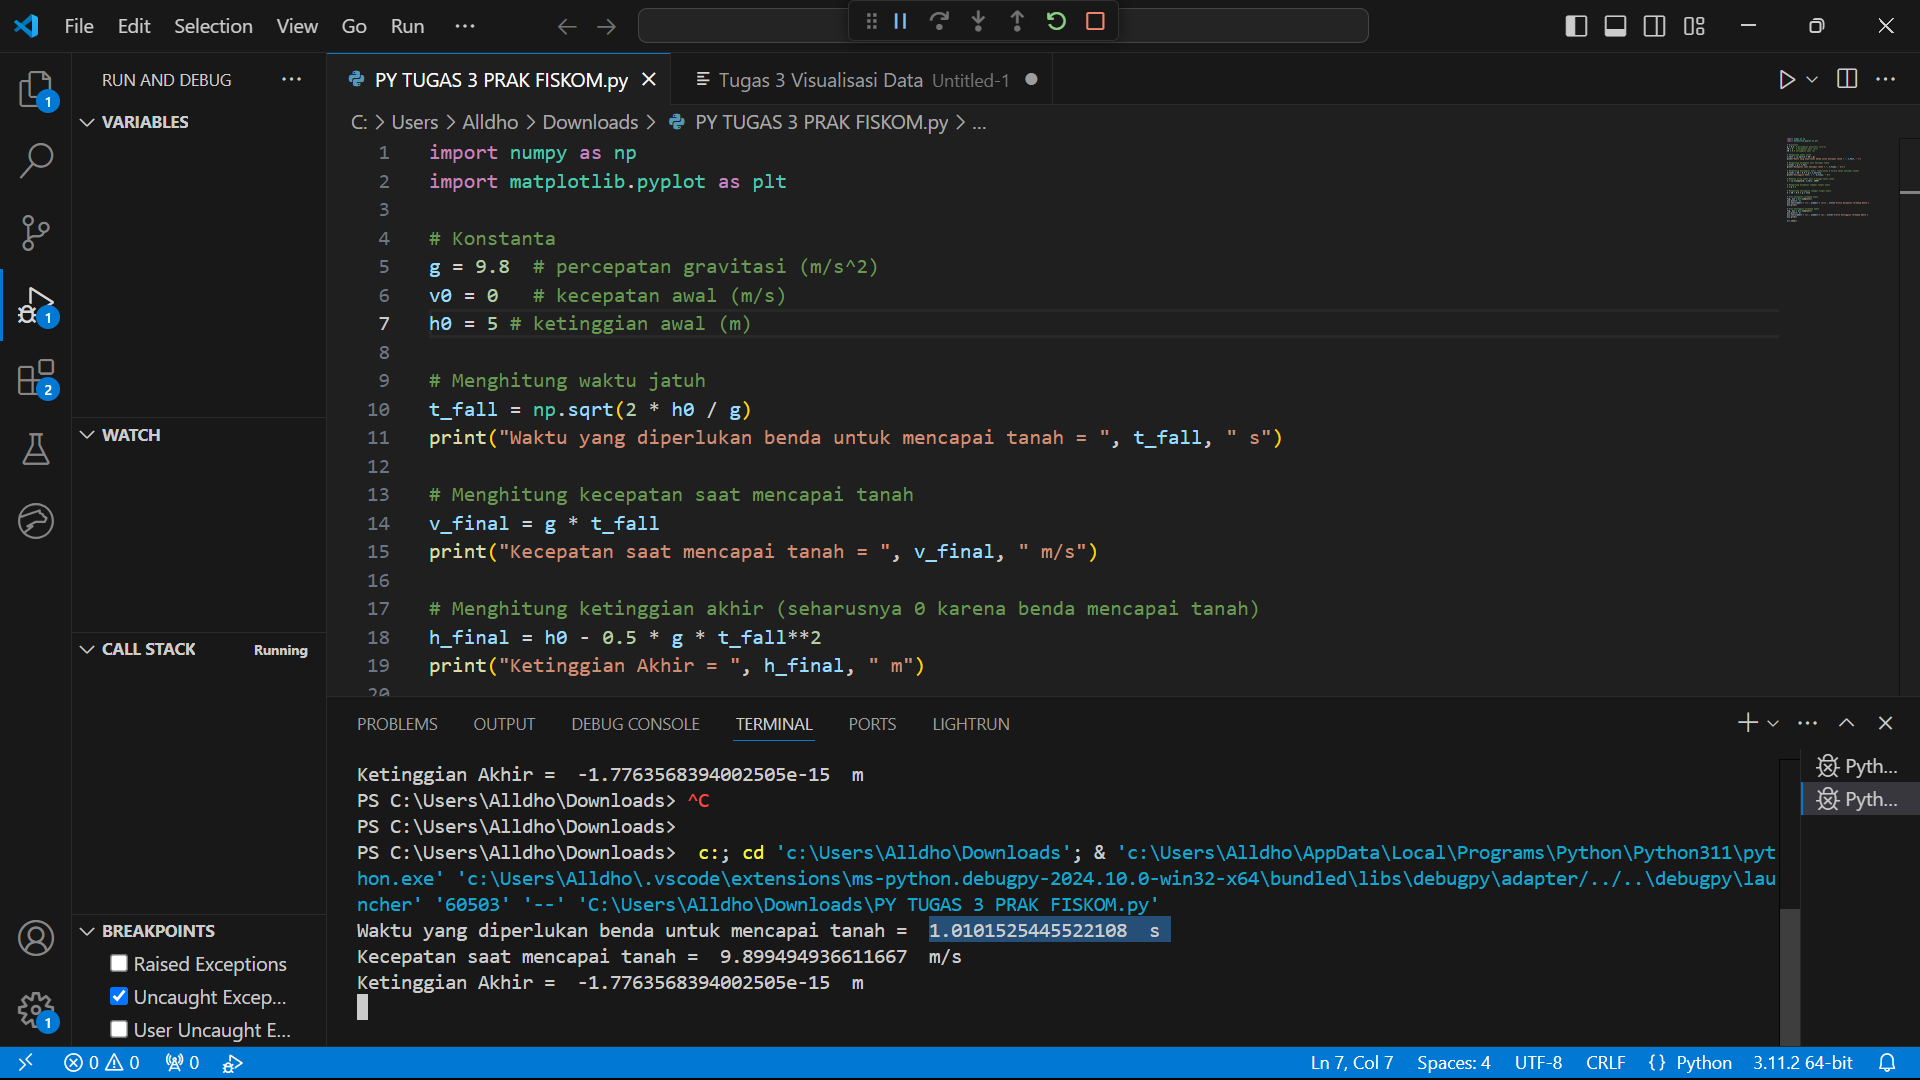 File Edit Selection View Go Run
RUN AND DEBUG
VARIABLES
WATCH
CALL STACK Running
BREAKPOINTS
Raised Exceptions
Uncaught Excep...
User Uncaught E...
PY TUGAS 3 PRAK FISKOM.py
Tugas 3 Visualisasi Data Untitled-1
C: > Users > Alldho > Downloads > PY TUGAS 3 PRAK FISKOM.py > ...
1 import numpy as np
2 import matplotlib.pyplot as plt
3
4 # Konstanta
5 g = 9.8 # percepatan gravitasi (m/s^2)
6 v0 = 0 # kecepatan awal (m/s)
7 h0 = 5 # ketinggian awal (m)
8
9 # Menghitung waktu jatuh
10 t_fall = np.sqrt(2 * h0 / g)
11 print("Waktu yang diperlukan benda untuk mencapai tanah = ", t_fall, " s")
12
13 # Menghitung kecepatan saat mencapai tanah
14 v_final = g * t_fall
15 print("Kecepatan saat mencapai tanah = ", v_final, " m/s")
16
17 # Menghitung ketinggian akhir (seharusnya 0 karena benda mencapai tanah)
18 h_final = h0 - 0.5 * g * t_fall**2
19 print("Ketinggian Akhir = ", h_final, " m")
20
PROBLEMS OUTPUT DEBUG CONSOLE TERMINAL PORTS LIGHTRUN
Ketinggian Akhir =  -1.7763568394002505e-15  m
PS C:\Users\Alldho\Downloads> ^C
PS C:\Users\Alldho\Downloads>
PS C:\Users\Alldho\Downloads>  c:; cd 'c:\Users\Alldho\Downloads'; & 'c:\Users\Alldho\AppData\Local\Programs\Python\Python311\pyt
hon.exe' 'c:\Users\Alldho\.vscode\extensions\ms-python.debugpy-2024.10.0-win32-x64\bundled\libs\debugpy\adapter/../..\debugpy\lau
ncher' '60503' '--' 'C:\Users\Alldho\Downloads\PY TUGAS 3 PRAK FISKOM.py'
Waktu yang diperlukan benda untuk mencapai tanah =  1.0101525445522108  s
Kecepatan saat mencapai tanah =  9.899494936611667  m/s
Ketinggian Akhir =  -1.7763568394002505e-15  m
Pyth...
Pyth...
1
1
2
1
0 0 0
Ln 7, Col 7 Spaces: 4 UTF-8 CRLF {} Python 3.11.2 64-bit